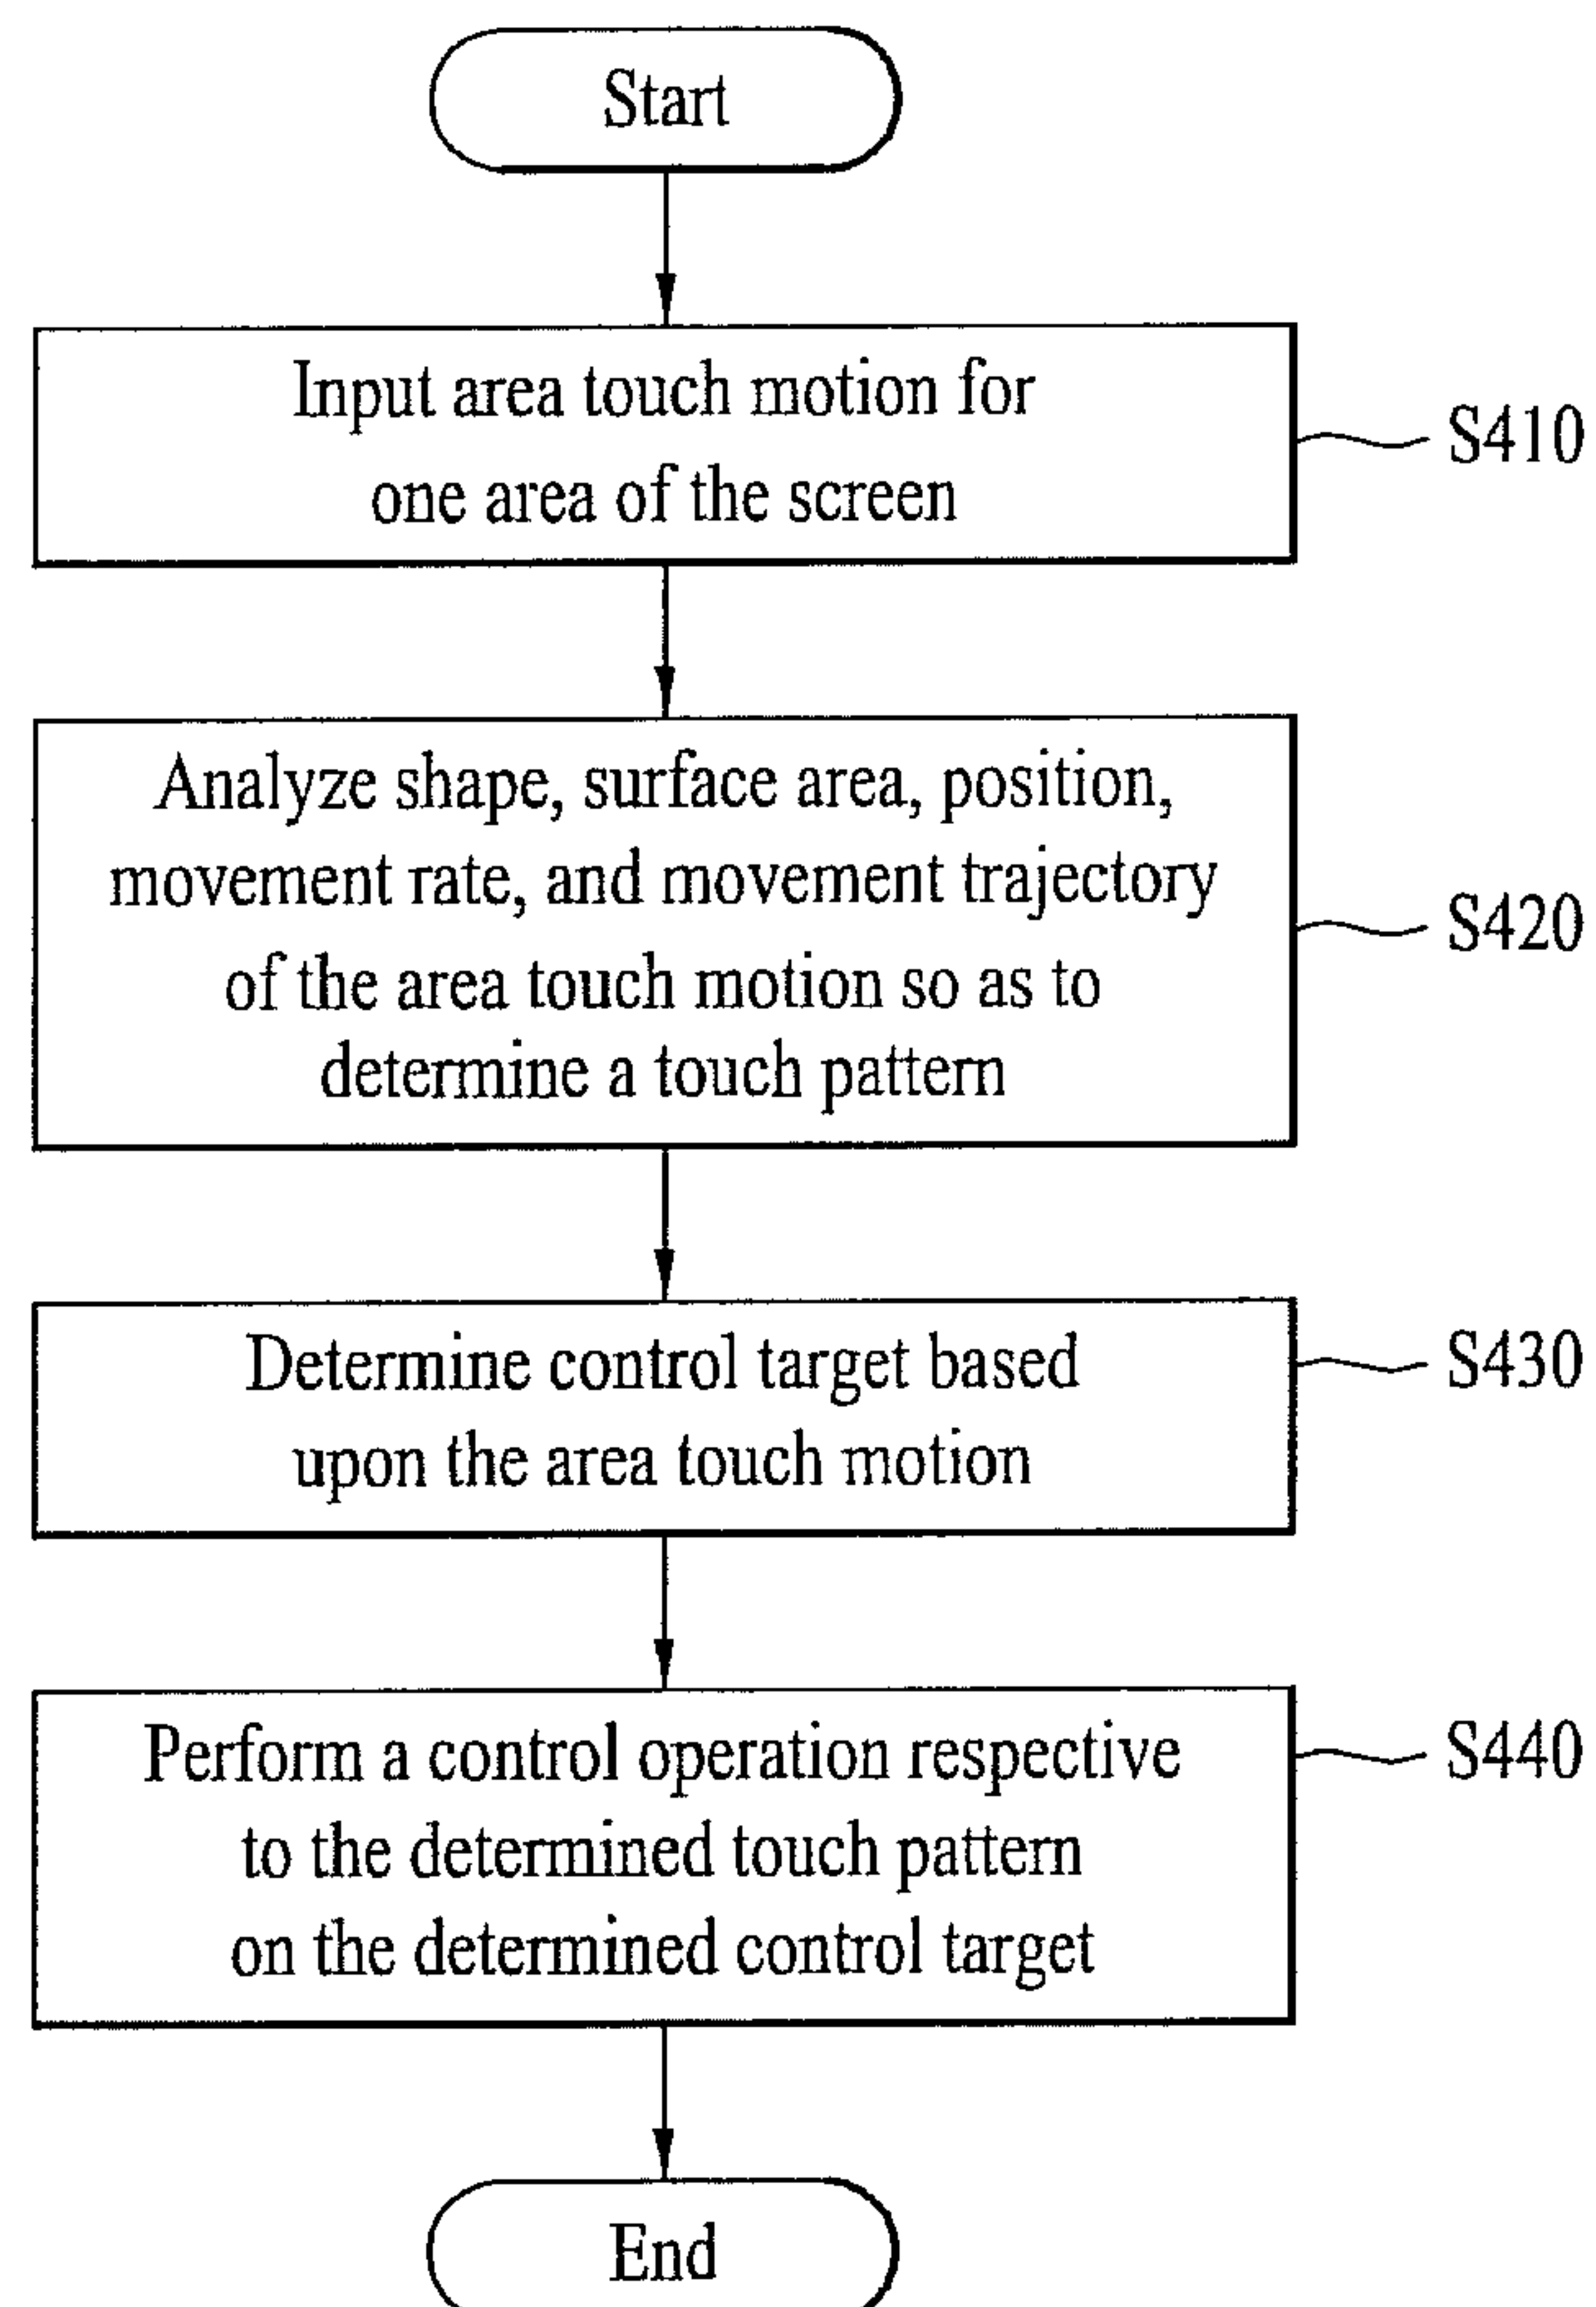 Start
Input area touch motion for
one area of the screen
S410
Analyze shape, surface area, position,
movement rate, and movement trajectory
of the area touch motion so as to
determine a touch pattern
S420
Determine control target based
upon the area touch motion
S430
Perform a control operation respective
to the determined touch pattern
on the determined control target
S440
End